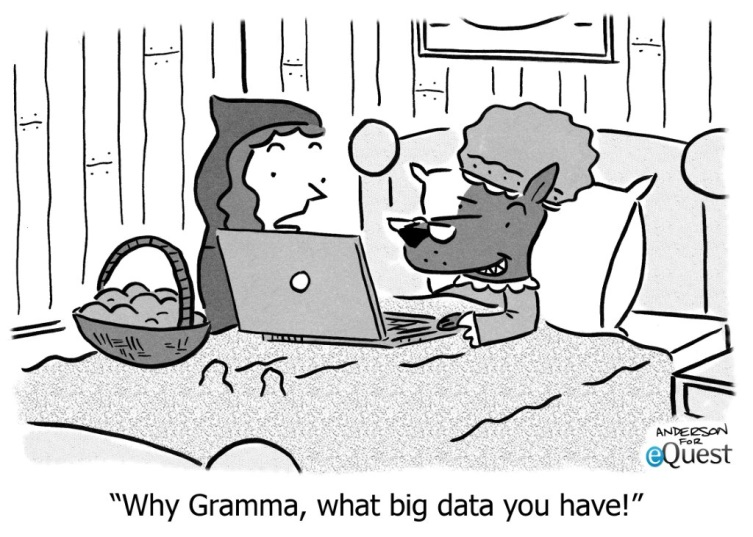 ANDERSON
FOR
eQuest
“Why Gramma, what big data you have!”